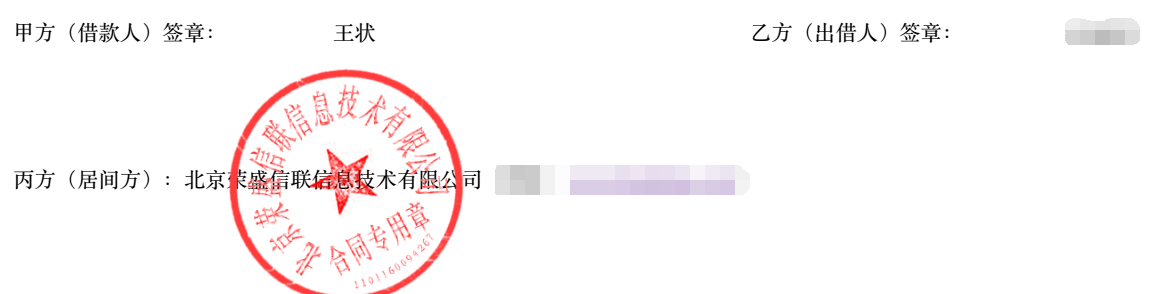 甲方（借款人）签章： 王状 乙方（出借人）签章：
丙方（居间方）：北京荣盛信联信息技术有限公司
北京荣盛信联信息技术有限公司
合同专用章
1101160094267